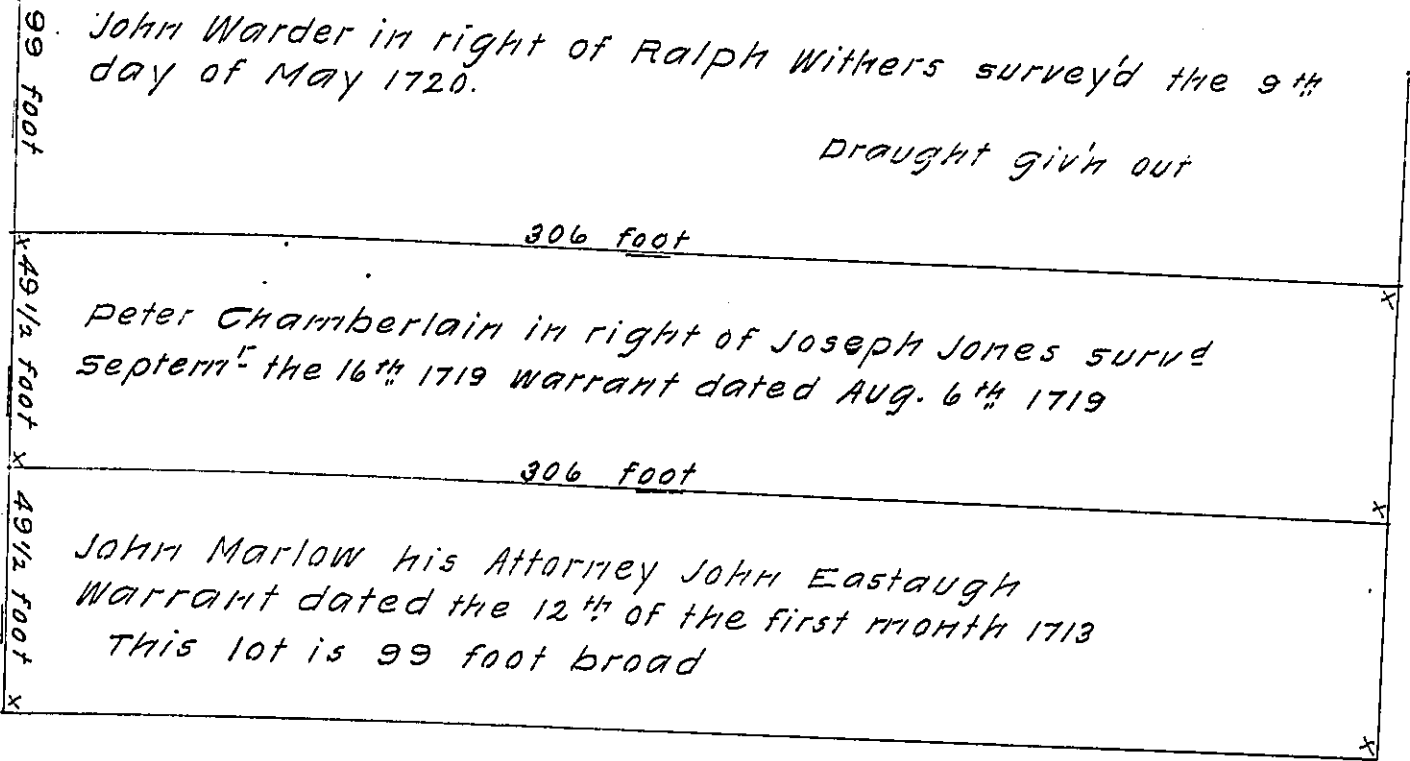 99 foot
John Warder in right of Ralph Withers survey'd the 9th
day of May 1720.
Draught giv'n out
306 foot
49 1/2 foot
Peter Chamberlain in right of Joseph Jones survd
Septemr the 16th 1719 Warrant dated Aug. 6th 1719
306 foot
49 1/2 foot
John Marlow his Attorney John Eastaugh
Warrant dated the 12th of the first month 1713
This lot is 99 foot broad